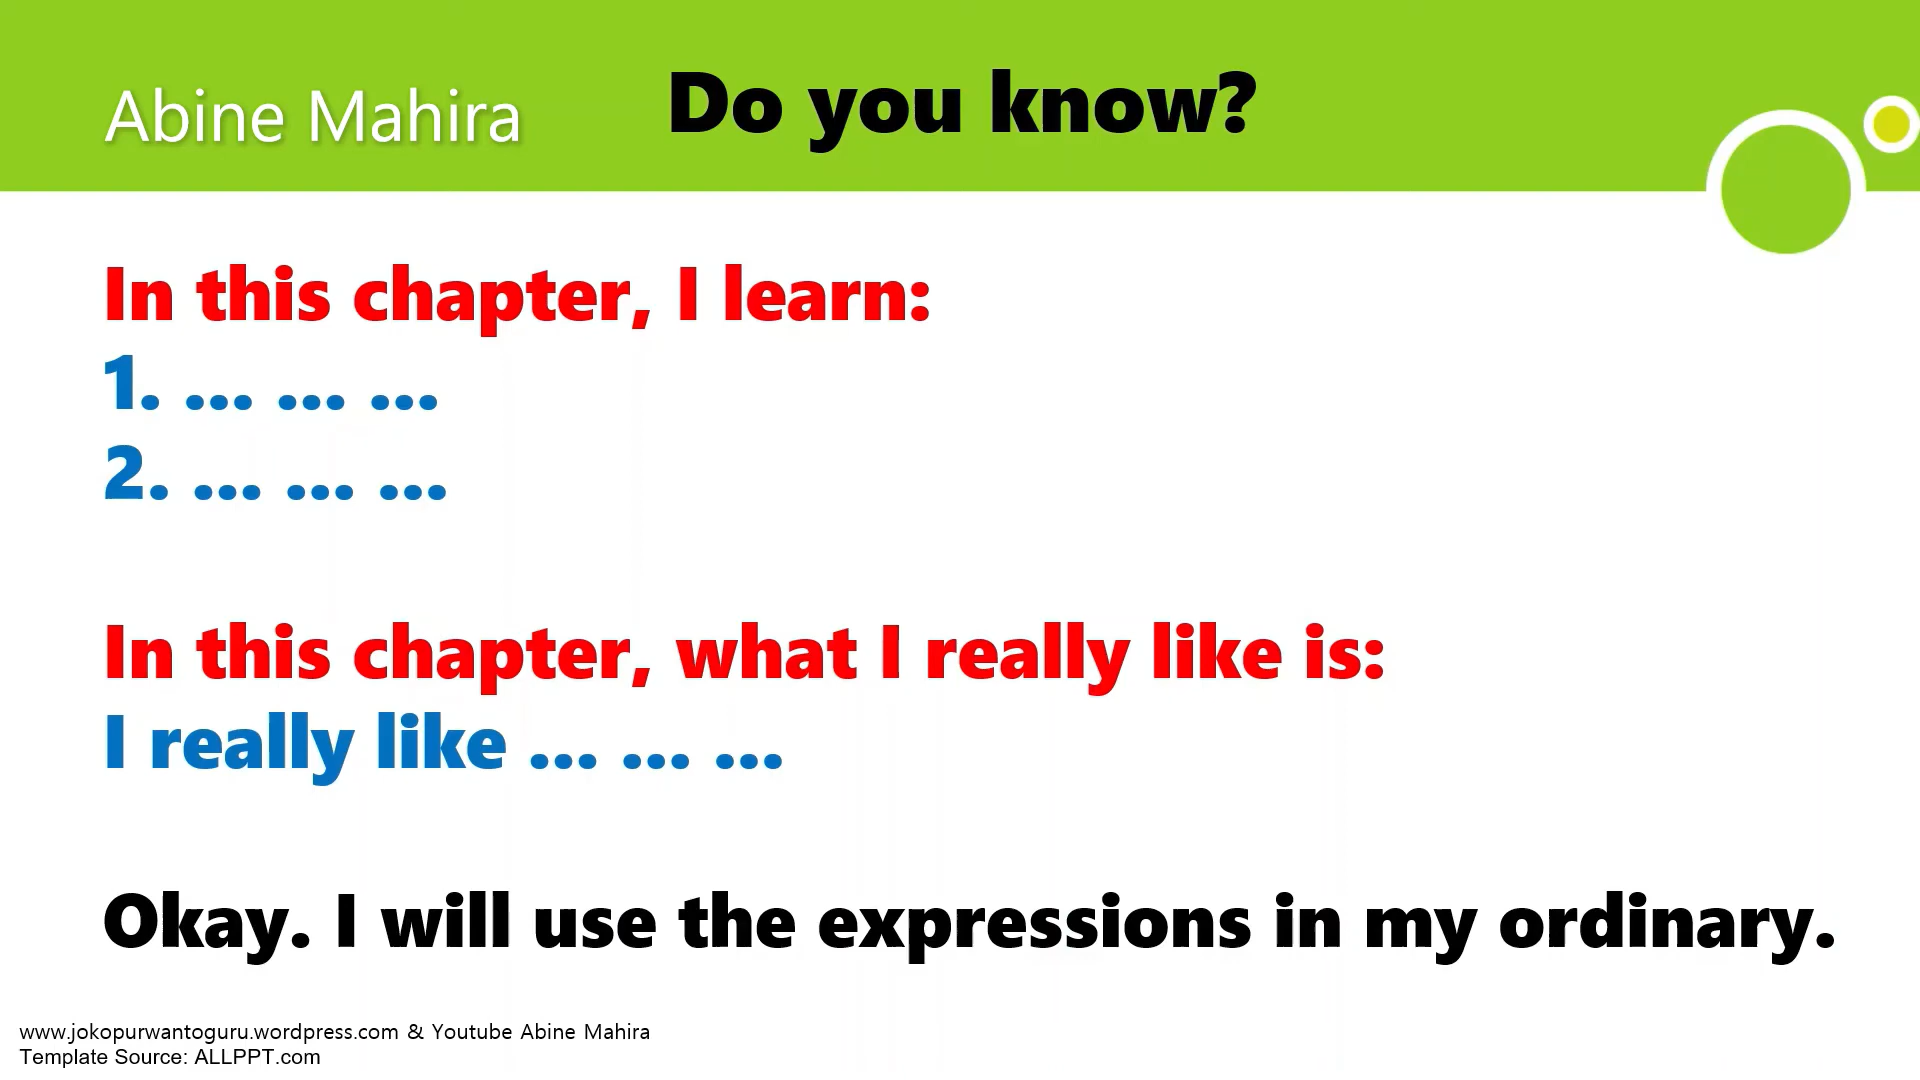 Abine Mahira
Do you know?
In this chapter, I learn:
1. ... ... ...
2. ... ... ...
In this chapter, what I really like is:
I really like ... ... ...
Okay. I will use the expressions in my ordinary.
www.jokopurwantoguru.wordpress.com & Youtube Abine Mahira
Template Source: ALLPPT.com